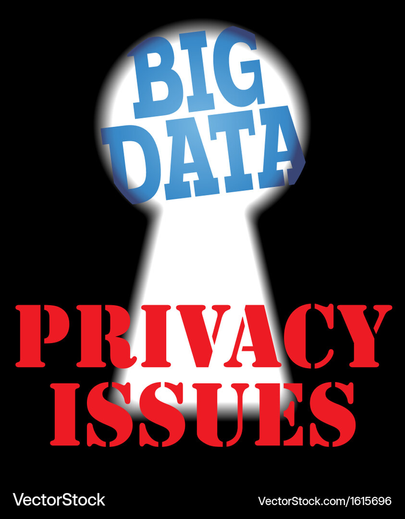 BIG
DATA
PRIVACY
ISSUES
VectorStock
VectorStock.com/1615696